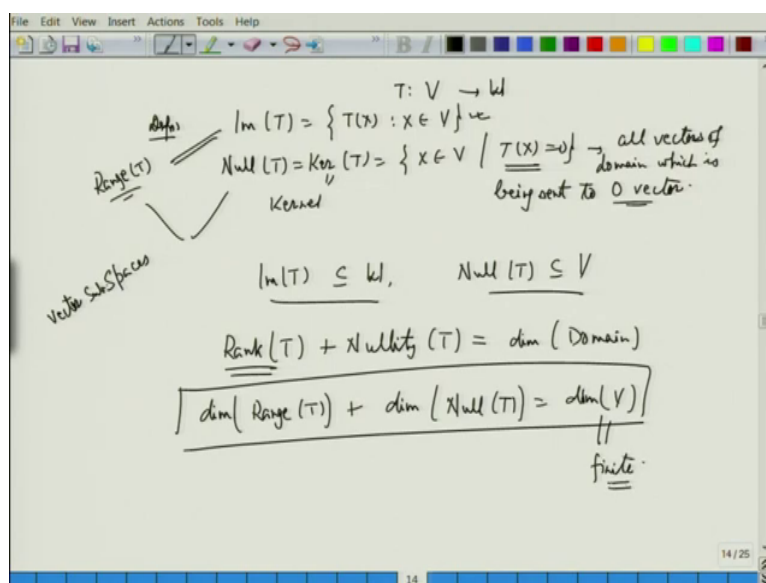 File Edit View Insert Actions Tools Help
T: V → W
Defn: Im (T) = { T(x) : x ∈ V }
Range (T)
Null (T) = Ker (T) = { x ∈ V / T(x) = 0 } → all vectors of
domain which is
being sent to 0 vector.
Kernel
Vector Sub Spaces
Im(T) ⊆ W, Null (T) ⊆ V
Rank (T) + Nullity (T) = dim (Domain)
dim ( Range (T) ) + dim ( Null (T) ) = dim (V)
finite.
14 / 25
14